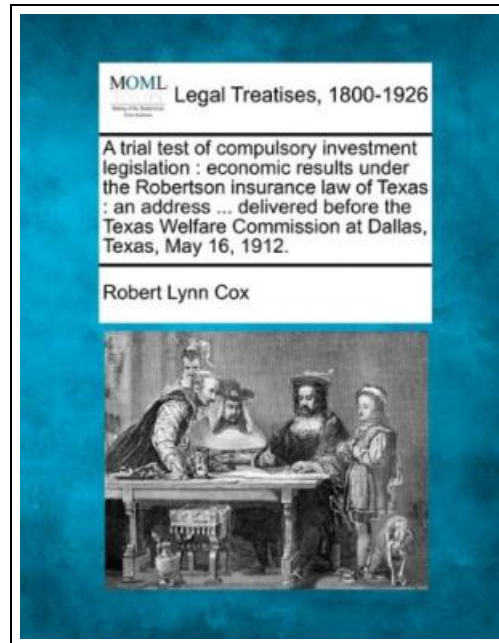 MOML
Legal Treatises, 1800-1926
A trial test of compulsory investment
legislation : economic results under
the Robertson insurance law of Texas
: an address ... delivered before the
Texas Welfare Commission at Dallas,
Texas, May 16, 1912.
Robert Lynn Cox